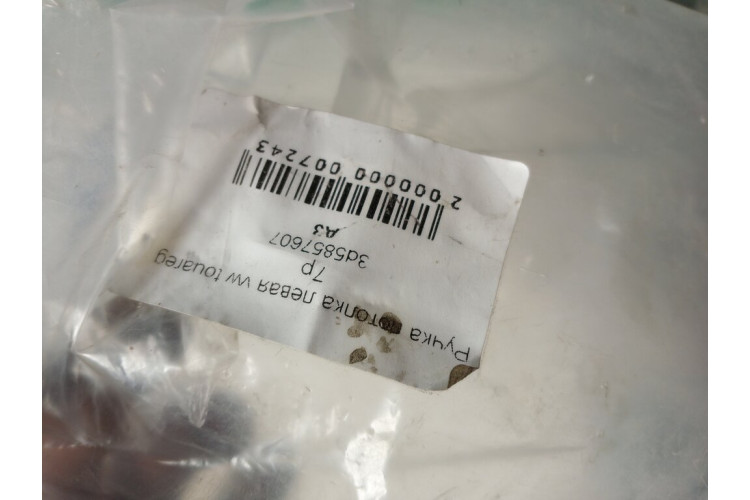 Ручка потолка левая vw touareg
7p
3d5857607
A3
2 000000 007243